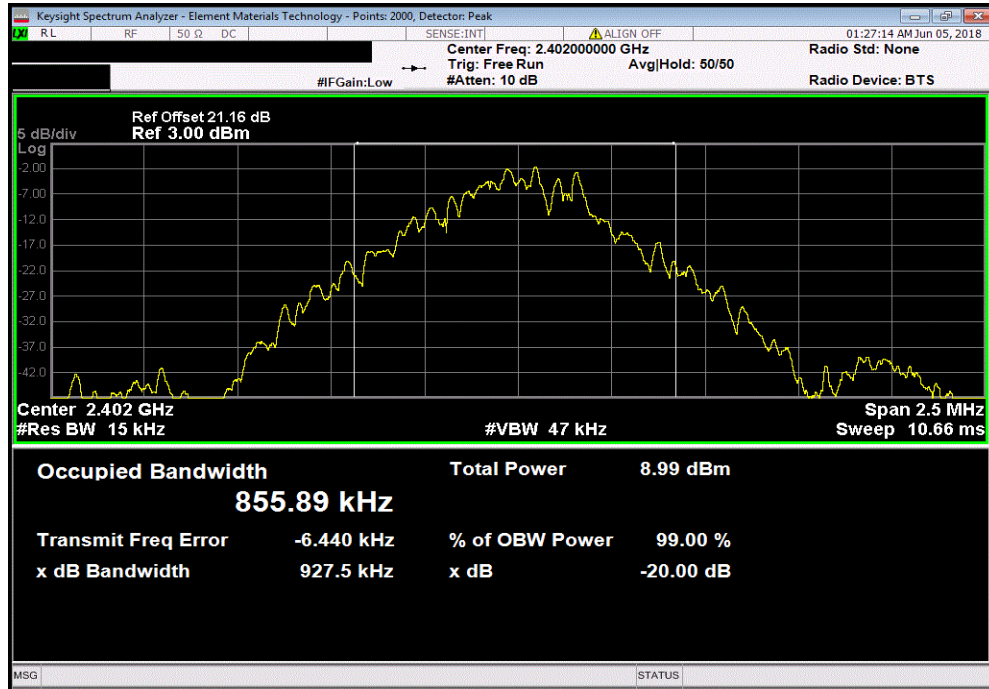 Keysight Spectrum Analyzer - Element Materials Technology - Points: 2000, Detector: Peak
LXI RL RF 50 Ω DC SENSE:INT ALIGN OFF 01:27:14 AM Jun 05, 2018
Center Freq: 2.402000000 GHz Radio Std: None
Trig: Free Run Avg|Hold: 50/50
#IFGain:Low #Atten: 10 dB Radio Device: BTS
Ref Offset 21.16 dB
5 dB/div Ref 3.00 dBm
Log
-2.00
-7.00
-12.0
-17.0
-22.0
-27.0
-32.0
-37.0
-42.0
Center 2.402 GHz Span 2.5 MHz
#Res BW 15 kHz #VBW 47 kHz Sweep 10.66 ms
Occupied Bandwidth Total Power 8.99 dBm
855.89 kHz
Transmit Freq Error -6.440 kHz % of OBW Power 99.00 %
x dB Bandwidth 927.5 kHz x dB -20.00 dB
MSG STATUS